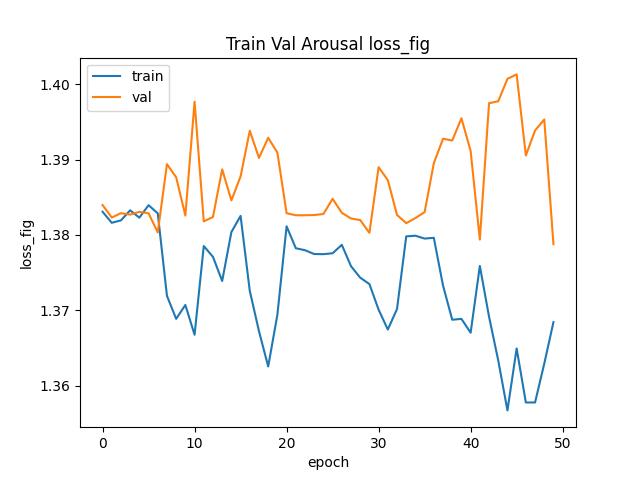 Train Val Arousal loss_fig
train
val
1.40
1.39
1.38
1.37
1.36
loss_fig
0 10 20 30 40 50
epoch